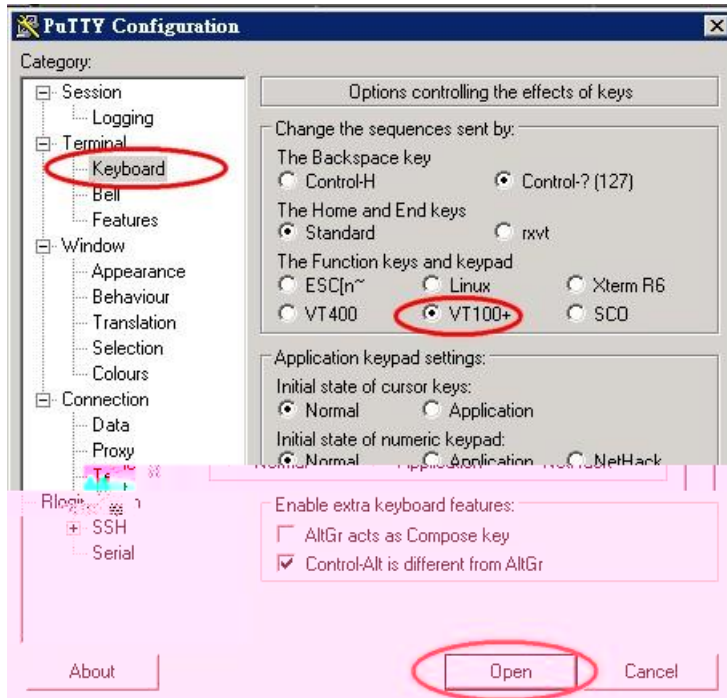 PuTTY Configuration
Category:
Session
Logging
Terminal
Keyboard
Bell
Features
Window
Appearance
Behaviour
Translation
Selection
Colours
Connection
Data
Proxy
SSH
Serial
Options controlling the effects of keys
Change the sequences sent by:
The Backspace key
Control-H Control-? (127)
The Home and End keys
Standard rxvt
The Function keys and keypad
ESC[n~ Linux Xterm R6
VT400 VT100+ SCO
Application keypad settings:
Initial state of cursor keys:
Normal Application
Initial state of numeric keypad:
Normal Application NetHack
Enable extra keyboard features:
AltGr acts as Compose key
Control-Alt is different from AltGr
About Open Cancel